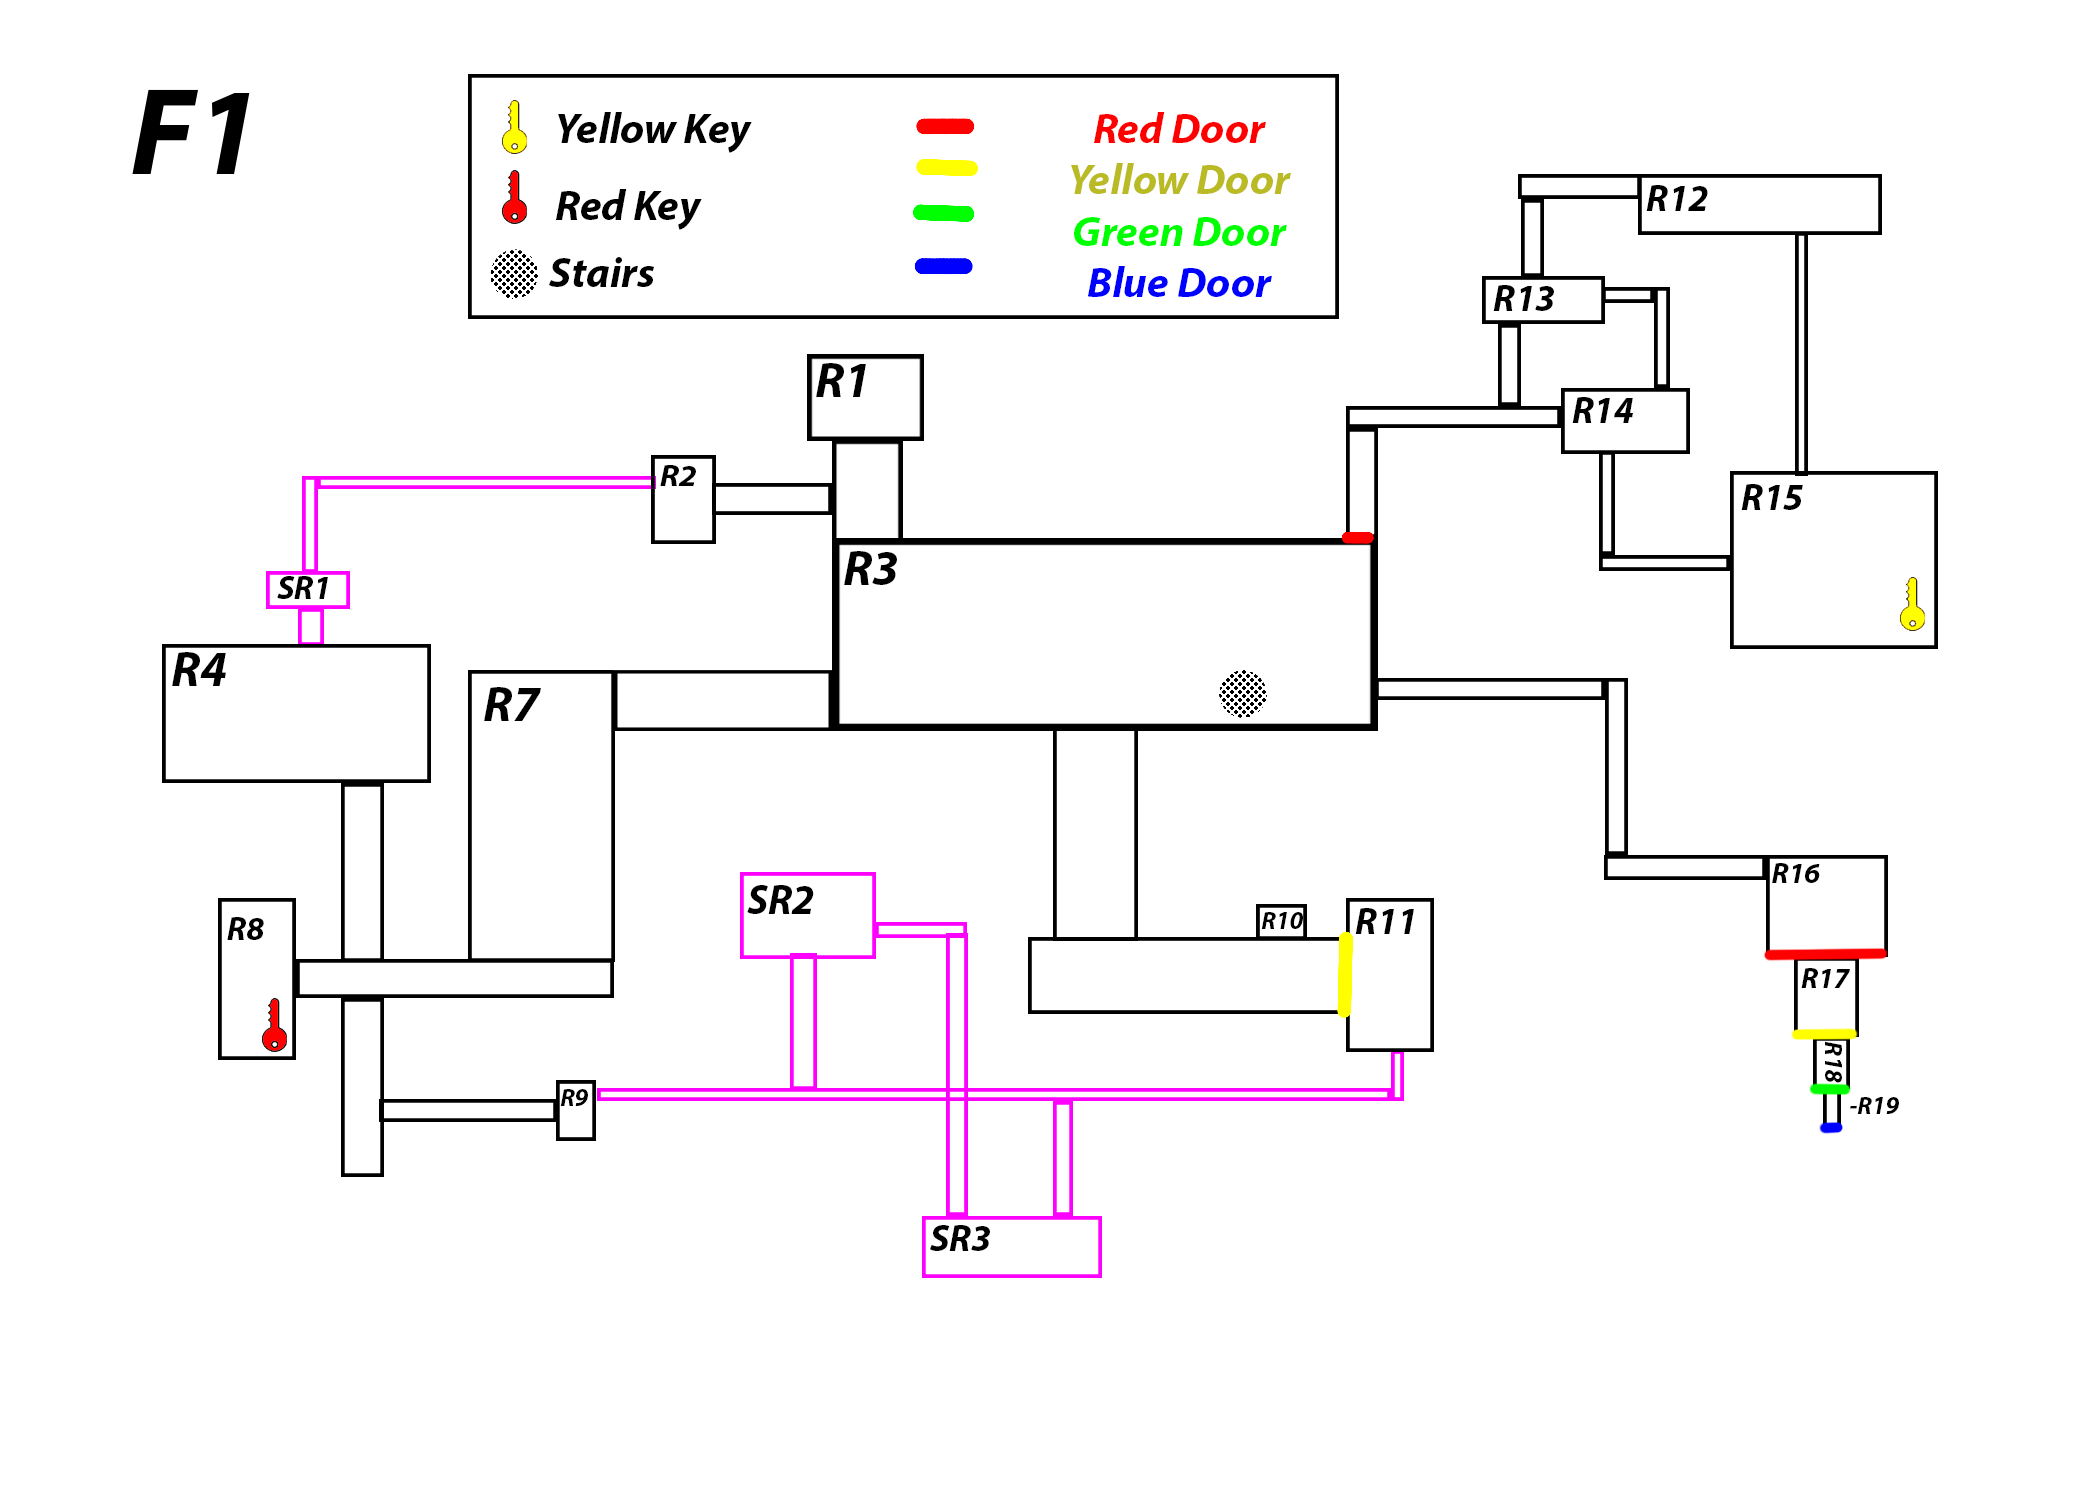 F1
Yellow Key
Red Key
Stairs
Red Door
Yellow Door
Green Door
Blue Door
R12
R13
R1
R14
R2
R15
R3
SR1
R4
R7
R16
SR2
R8
R10
R11
R17
R18
R9
-R19
SR3